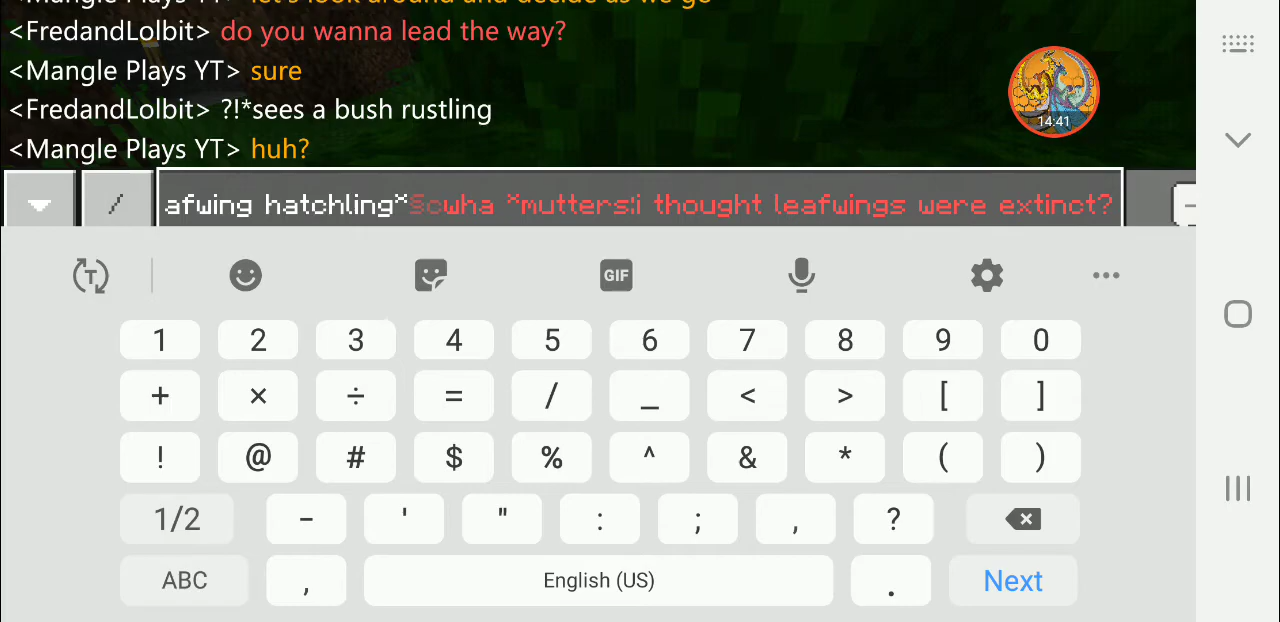 <FredandLolbit> do you wanna lead the way?
<Mangle Plays YT> sure
<FredandLolbit> ?!*sees a bush rustling
<Mangle Plays YT> huh?
14:41
/ afwing hatchling*§cwha *mutters:i thought leafwings were extinct?
T GIF
1 2 3 4 5 6 7 8 9 0
+ × ÷ = / _ < > [ ]
! @ # $ % ^ & * ( )
1/2 - ' " : ; , ?
ABC , English (US) . Next